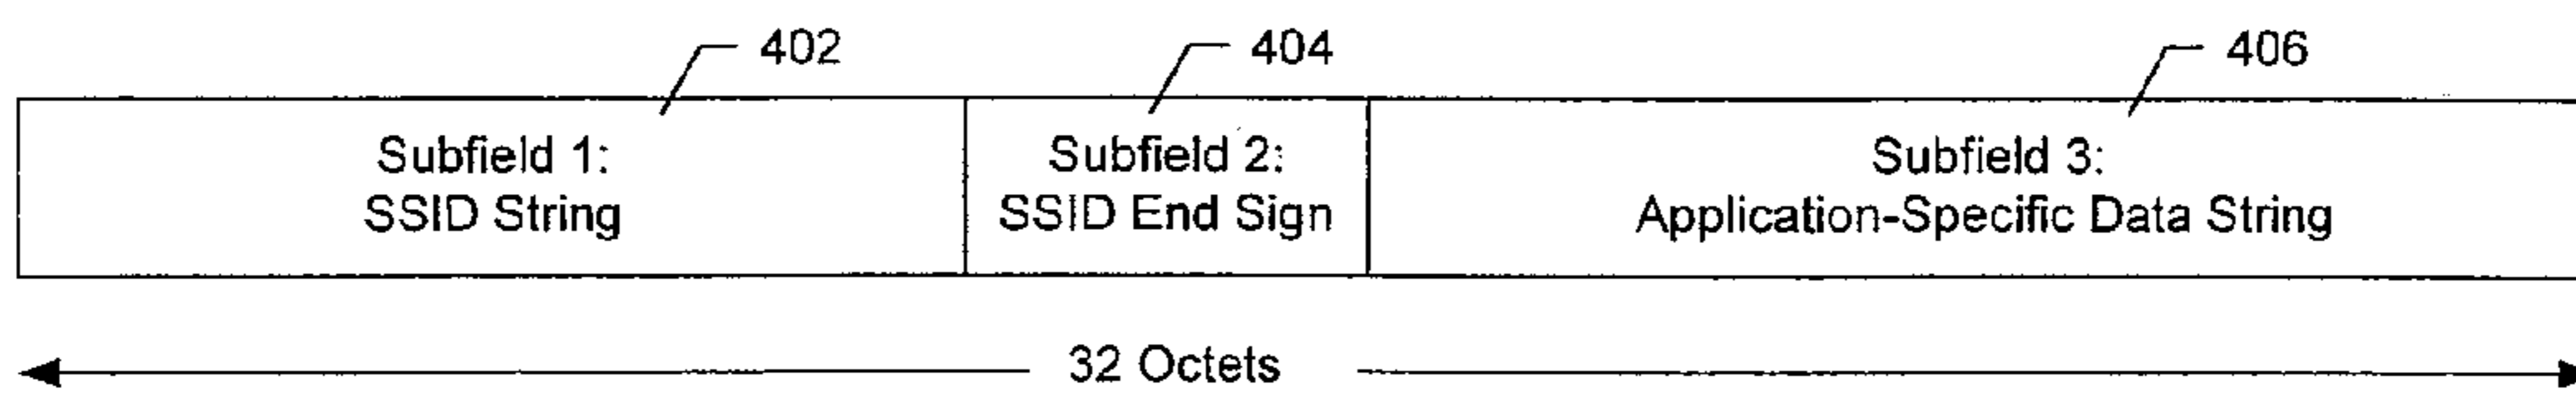 402
404
406
Subfield 1:
SSID String
Subfield 2:
SSID End Sign
Subfield 3:
Application-Specific Data String
32 Octets